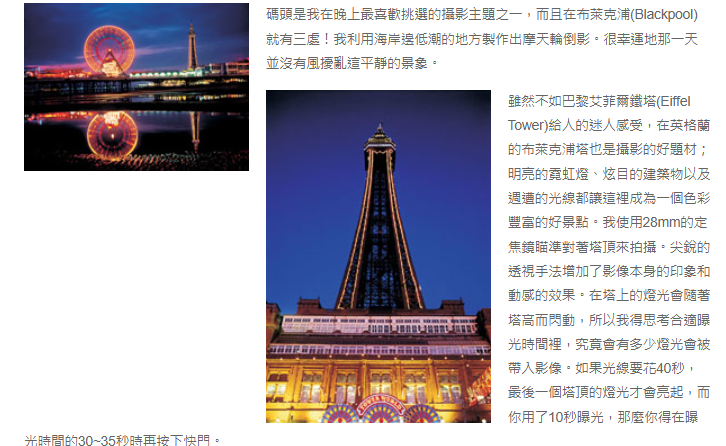 碼頭是我在晚上最喜歡挑選的攝影主題之一，而且在布萊克浦(Blackpool)
就有三處！我利用海岸邊低潮的地方製作出摩天輪倒影。很幸運地那一天
並沒有風擾亂這平靜的景象。
雖然不如巴黎艾菲爾鐵塔(Eiffel
Tower)給人的迷人感受，在英格蘭
的布萊克浦塔也是攝影的好題材；
明亮的霓虹燈、炫目的建築物以及
週遭的光線都讓這裡成為一個色彩
豐富的好景點。我使用28mm的定
焦鏡瞄準對著塔頂來拍攝。尖銳的
透視手法增加了影像本身的印象和
動感的效果。在塔上的燈光會隨著
塔高而閃動，所以我得思考合適曝
光時間裡，究竟會有多少燈光會被
帶入影像。如果光線要花40秒，
最後一個塔頂的燈光才會亮起，而
你用了10秒曝光，那麼你得在曝
光時間的30~35秒時再按下快門。
TOWER WORLD